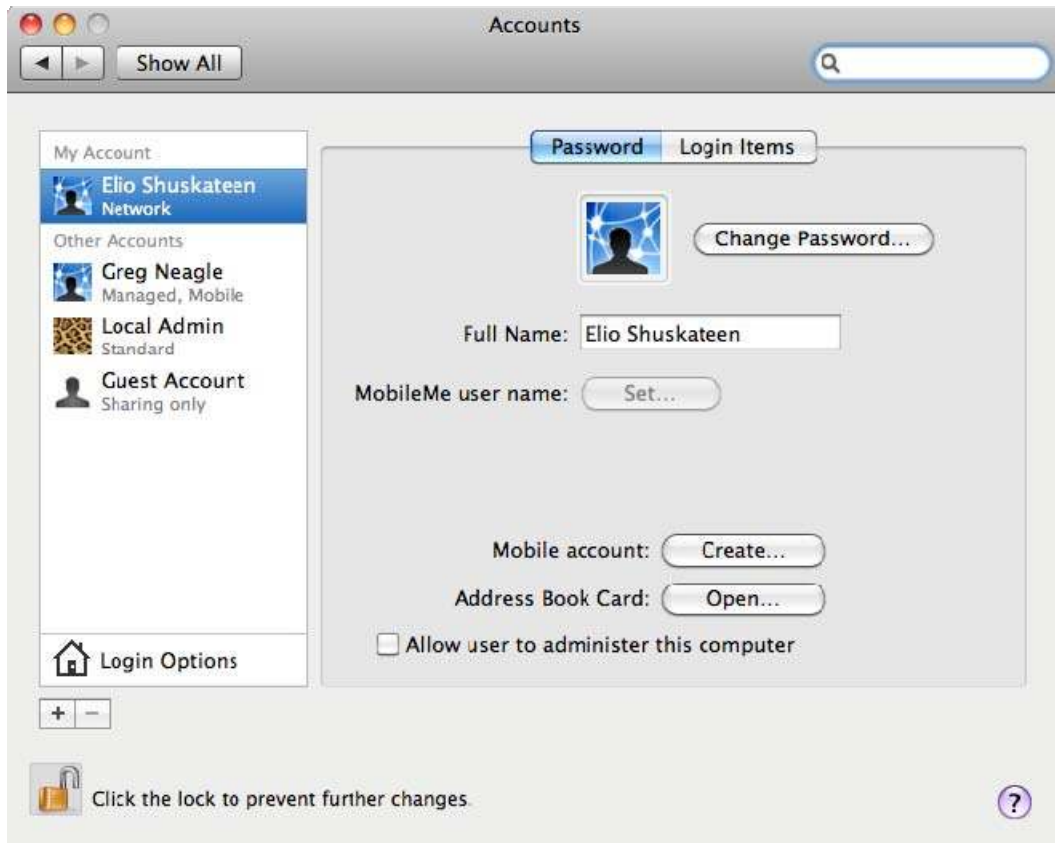 Accounts
Show All
My Account
Elio Shuskateen
Network
Other Accounts
Greg Neagle
Managed, Mobile
Local Admin
Standard
Guest Account
Sharing only
Login Options
+ −
Password Login Items
Change Password...
Full Name: Elio Shuskateen
MobileMe user name: Set...
Mobile account: Create...
Address Book Card: Open...
Allow user to administer this computer
Click the lock to prevent further changes.
?